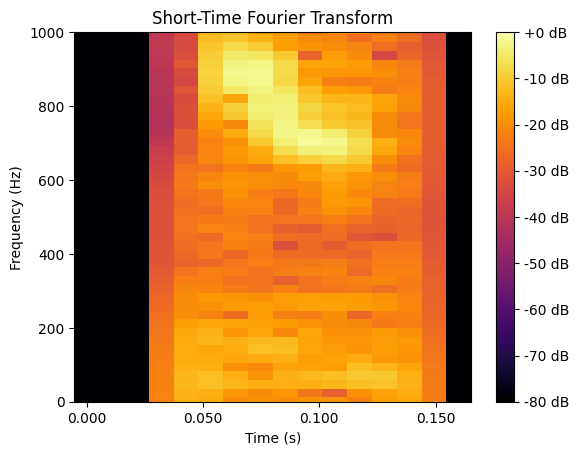 Short-Time Fourier Transform
1000
800
600
400
200
0
Frequency (Hz)
0.000
0.050
0.100
0.150
Time (s)
+0 dB
-10 dB
-20 dB
-30 dB
-40 dB
-50 dB
-60 dB
-70 dB
-80 dB